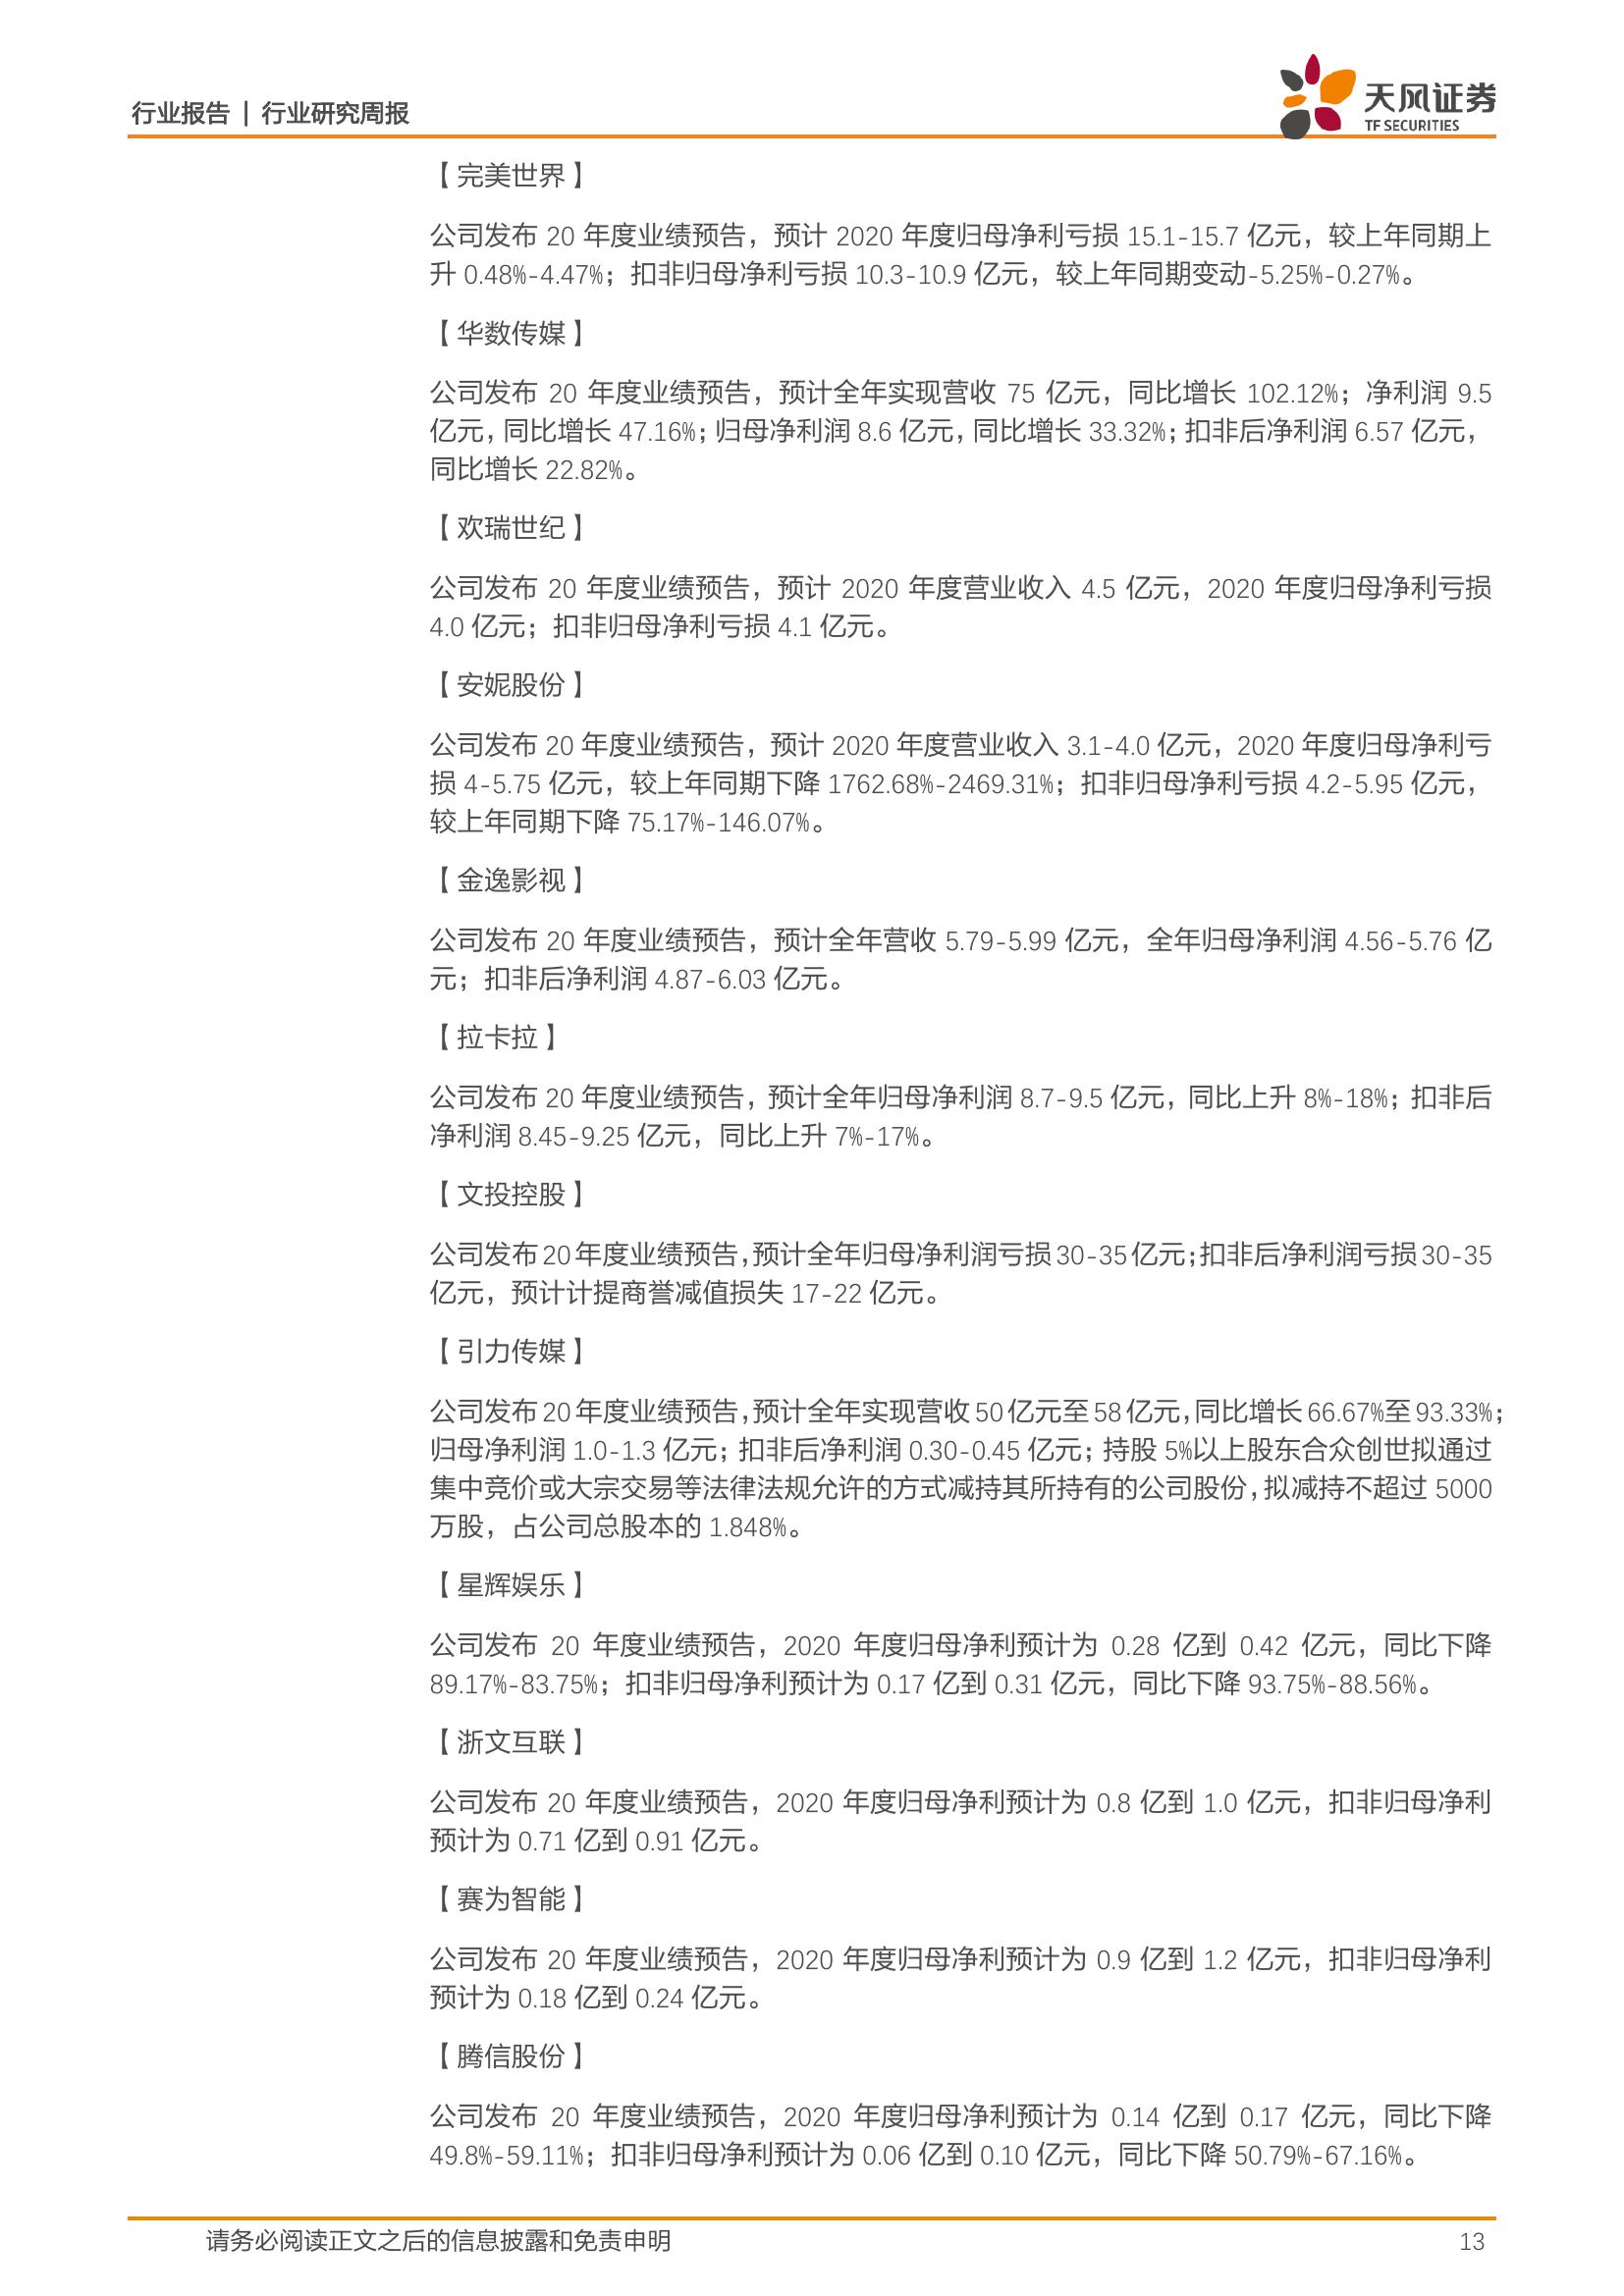 行业报告 | 行业研究周报
天风证券
TF SECURITIES
【完美世界】
公司发布 20 年度业绩预告，预计 2020 年度归母净利亏损 15.1-15.7 亿元，较上年同期上
升 0.48%-4.47%；扣非归母净利亏损 10.3-10.9 亿元，较上年同期变动-5.25%-0.27%。
【华数传媒】
公司发布 20 年度业绩预告，预计全年实现营收 75 亿元，同比增长 102.12%；净利润 9.5
亿元，同比增长 47.16%；归母净利润 8.6 亿元，同比增长 33.32%；扣非后净利润 6.57 亿元，
同比增长 22.82%。
【欢瑞世纪】
公司发布 20 年度业绩预告，预计 2020 年度营业收入 4.5 亿元，2020 年度归母净利亏损
4.0 亿元；扣非归母净利亏损 4.1 亿元。
【安妮股份】
公司发布 20 年度业绩预告，预计 2020 年度营业收入 3.1-4.0 亿元，2020 年度归母净利亏
损 4-5.75 亿元，较上年同期下降 1762.68%-2469.31%；扣非归母净利亏损 4.2-5.95 亿元，
较上年同期下降 75.17%-146.07%。
【金逸影视】
公司发布 20 年度业绩预告，预计全年营收 5.79-5.99 亿元，全年归母净利润 4.56-5.76 亿
元；扣非后净利润 4.87-6.03 亿元。
【拉卡拉】
公司发布 20 年度业绩预告，预计全年归母净利润 8.7-9.5 亿元，同比上升 8%-18%；扣非后
净利润 8.45-9.25 亿元，同比上升 7%-17%。
【文投控股】
公司发布 20 年度业绩预告，预计全年归母净利润亏损 30-35 亿元；扣非后净利润亏损 30-35
亿元，预计计提商誉减值损失 17-22 亿元。
【引力传媒】
公司发布 20 年度业绩预告，预计全年实现营收 50 亿元至 58 亿元，同比增长 66.67%至 93.33%；
归母净利润 1.0-1.3 亿元；扣非后净利润 0.30-0.45 亿元；持股 5%以上股东合众创世拟通过
集中竞价或大宗交易等法律法规允许的方式减持其所持有的公司股份，拟减持不超过 5000
万股，占公司总股本的 1.848%。
【星辉娱乐】
公司发布 20 年度业绩预告，2020 年度归母净利预计为 0.28 亿到 0.42 亿元，同比下降
89.17%-83.75%；扣非归母净利预计为 0.17 亿到 0.31 亿元，同比下降 93.75%-88.56%。
【浙文互联】
公司发布 20 年度业绩预告，2020 年度归母净利预计为 0.8 亿到 1.0 亿元，扣非归母净利
预计为 0.71 亿到 0.91 亿元。
【赛为智能】
公司发布 20 年度业绩预告，2020 年度归母净利预计为 0.9 亿到 1.2 亿元，扣非归母净利
预计为 0.18 亿到 0.24 亿元。
【腾信股份】
公司发布 20 年度业绩预告，2020 年度归母净利预计为 0.14 亿到 0.17 亿元，同比下降
49.8%-59.11%；扣非归母净利预计为 0.06 亿到 0.10 亿元，同比下降 50.79%-67.16%。
请务必阅读正文之后的信息披露和免责申明
13